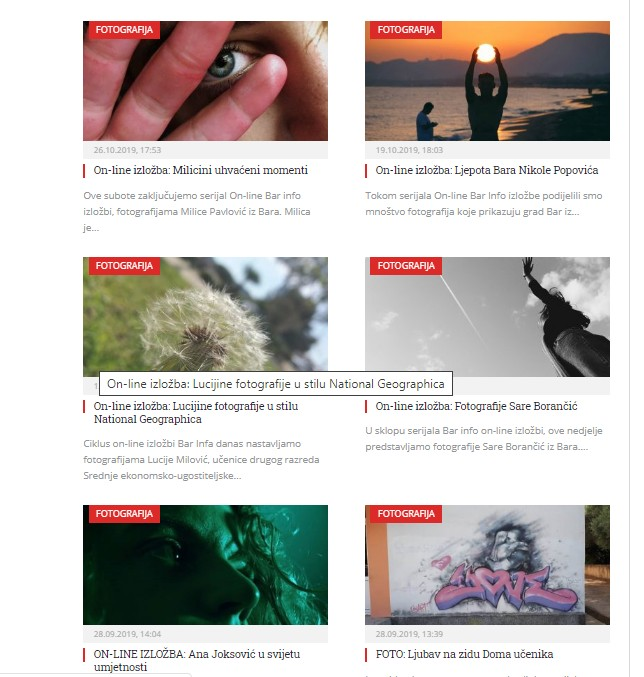 FOTOGRAFIJA
26.10.2019, 17:53
On-line izložba: Milicini uhvaćeni momenti
Ove subote zaključujemo serijal On-line Bar info
izložbi, fotografijama Milice Pavlović iz Bara. Milica
je...
FOTOGRAFIJA
19.10.2019, 18:03
On-line izložba: Ljepota Bara Nikole Popovića
Tokom serijala On-line Bar Info izložbe podijelili smo
mnoštvo fotografija koje prikazuju grad Bar iz...
FOTOGRAFIJA
On-line izložba: Lucijine fotografije u stilu National Geographica
On-line izložba: Lucijine fotografije u stilu
National Geographica
Ciklus on-line izložbi Bar Infa danas nastavljamo
fotografijama Lucije Milović, učenice drugog razreda
Srednje ekonomsko-ugostiteljske...
FOTOGRAFIJA
On-line izložba: Fotografije Sare Borančić
U sklopu serijala Bar info on-line izložbi, ove nedjelje
predstavljamo fotografije Sare Borančić iz Bara....
FOTOGRAFIJA
28.09.2019, 14:04
ON-LINE IZLOŽBA: Ana Joksović u svijetu
umjetnosti
FOTOGRAFIJA
28.09.2019, 13:39
FOTO: Ljubav na zidu Doma učenika